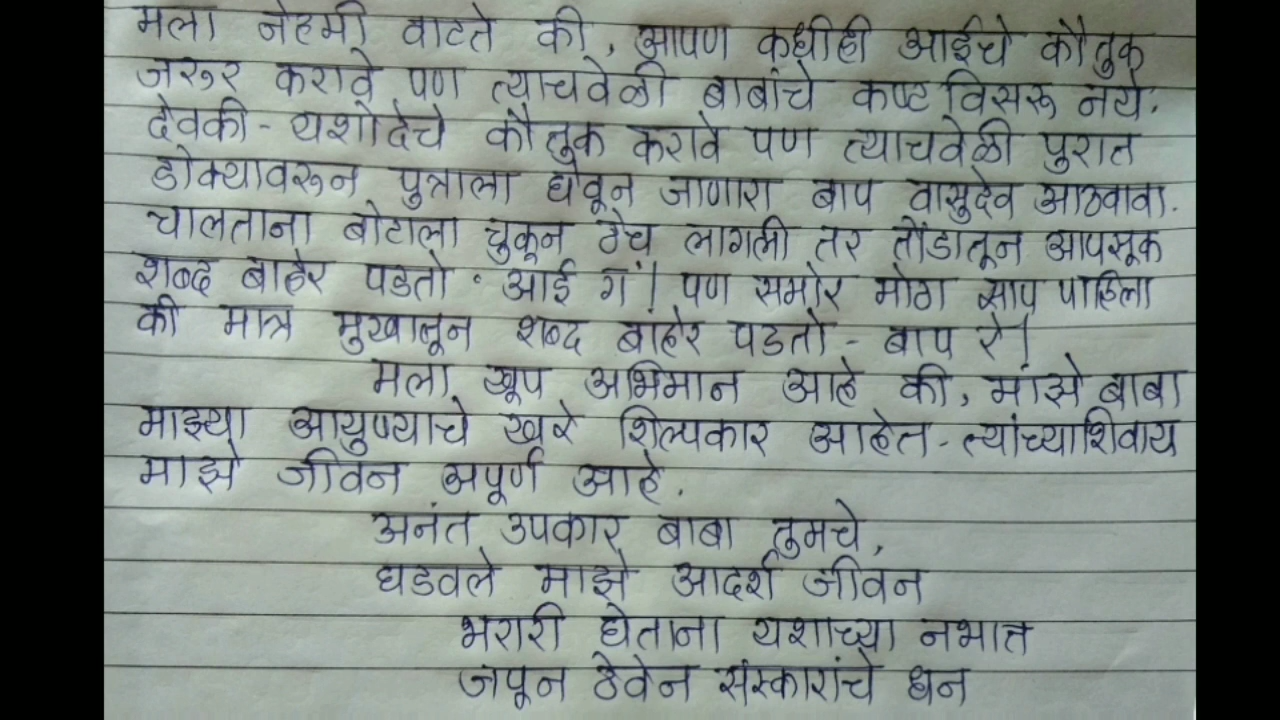 मला नेहमी वाटते की, आपण कधीही आईचे कौतुक
जरूर करावे पण त्याचवेळी बाबांचे कष्ट विसरू नये.
देवकी - यशोदेचे कौतुक करावे पण त्याचवेळी पुरात
डोक्यावरून पुत्राला घेवून जाणारा बाप वासुदेव आठवावा.
चालताना बोटाला चुकून ठेच लागली तर तोंडातून आपसूक
शब्द बाहेर पडतो ॰ आई गं! पण समोर मोठा साप पाहिला
की मात्र मुखातून शब्द बाहेर पडतो - बाप रे!
मला खूप अभिमान आहे की, माझे बाबा
माझ्या आयुष्याचे खरे शिल्पकार आहेत - त्यांच्याशिवाय
माझे जीवन अपूर्ण आहे.
अनंत उपकार बाबा तुमचे,
घडवले माझे आदर्श जीवन
भरारी घेताना यशाच्या नभात
जपून ठेवेन संस्कारांचे धन